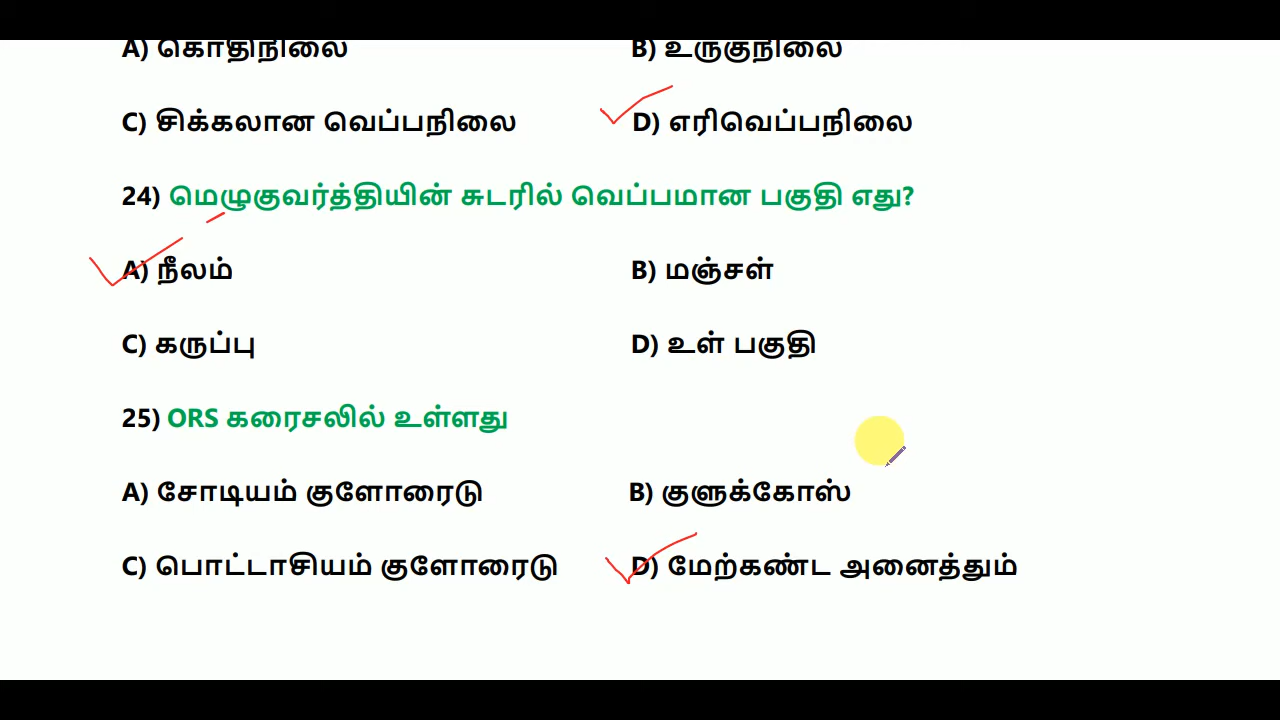 A) கொதிநிலை B) உருகுநிலை
C) சிக்கலான வெப்பநிலை D) எரிவெப்பநிலை
24) மெழுகுவர்த்தியின் சுடரில் வெப்பமான பகுதி எது?
A) நீலம் B) மஞ்சள்
C) கருப்பு D) உள் பகுதி
25) ORS கரைசலில் உள்ளது
A) சோடியம் குளோரைடு B) குளுக்கோஸ்
C) பொட்டாசியம் குளோரைடு D) மேற்கண்ட அனைத்தும்